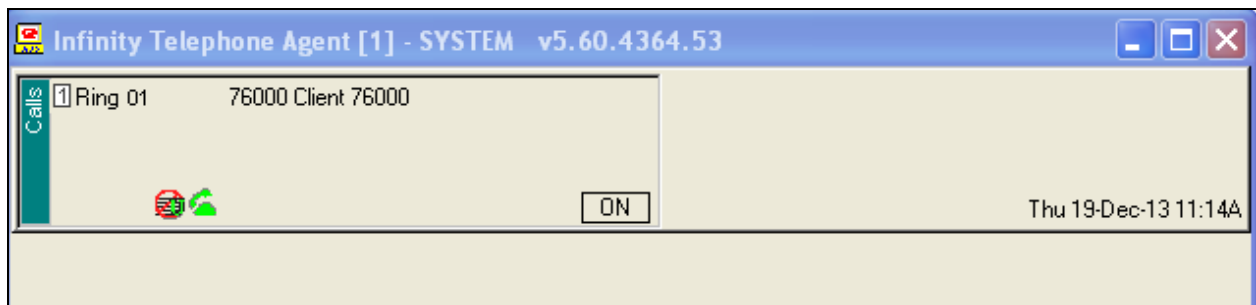 Infinity Telephone Agent [1] - SYSTEM v5.60.4364.53
Calls
1 Ring 01 76000 Client 76000
ON
Thu 19-Dec-13 11:14A